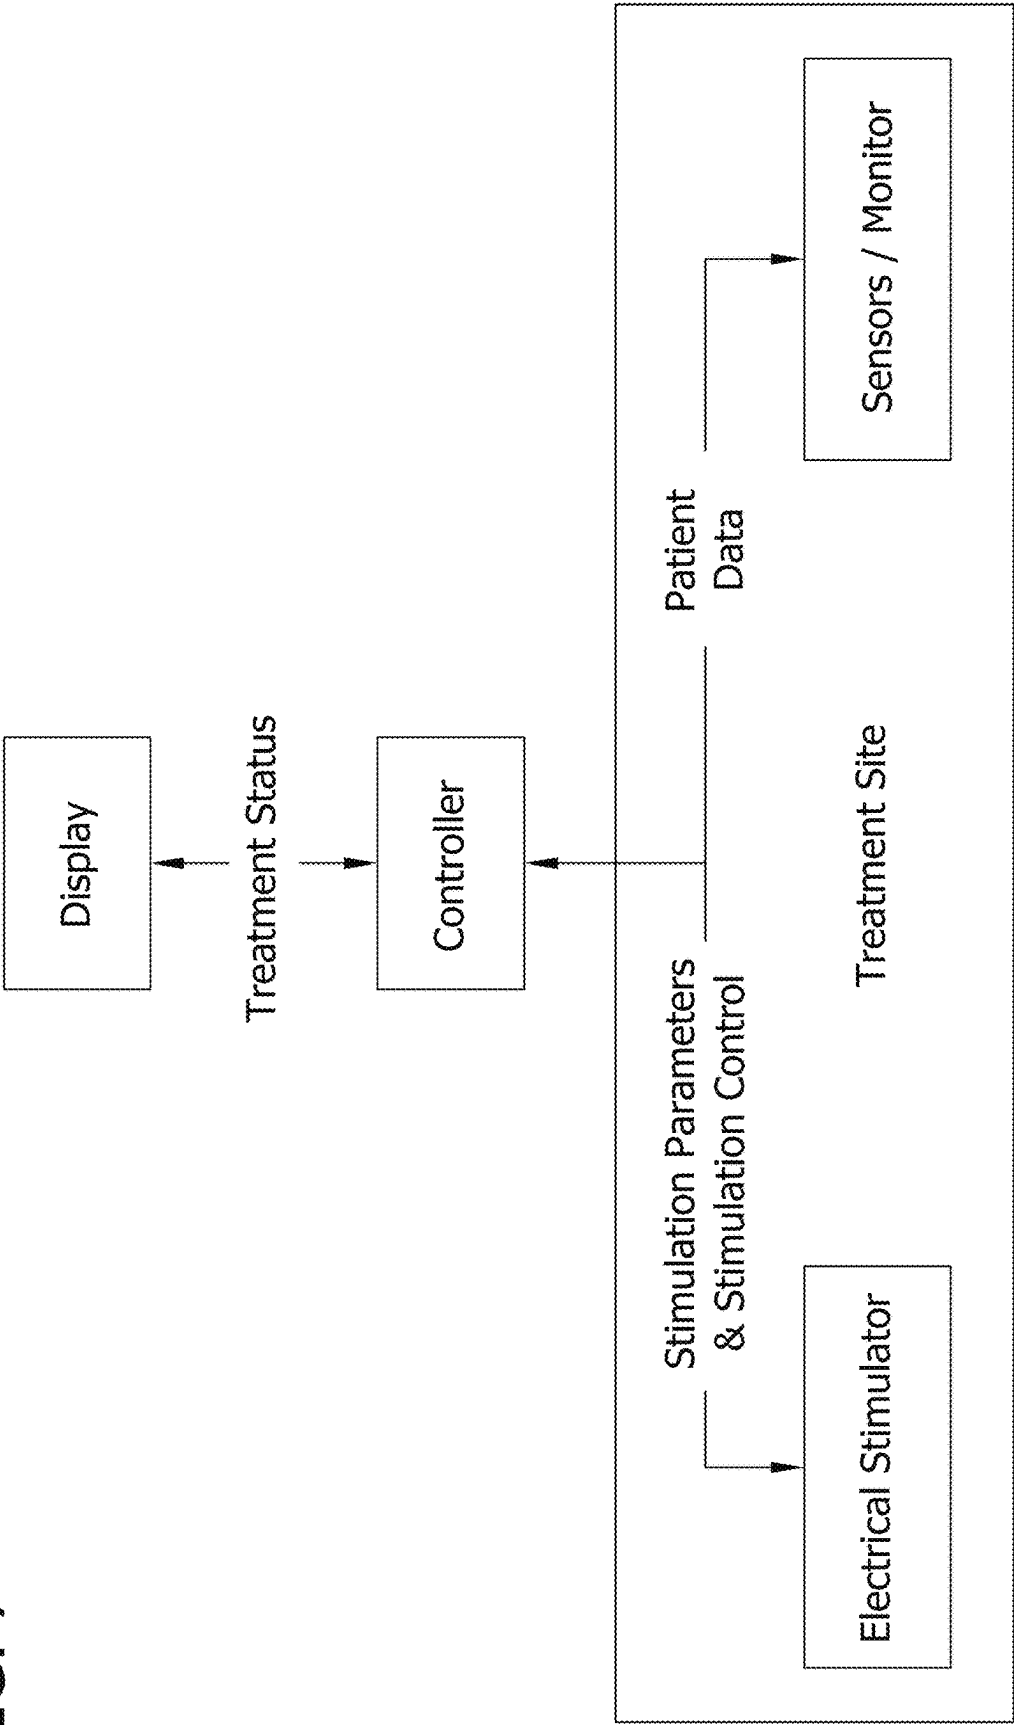 Display
Treatment Status
Controller
Stimulation Parameters
& Stimulation Control
Patient
Data
Electrical Stimulator
Treatment Site
Sensors / Monitor